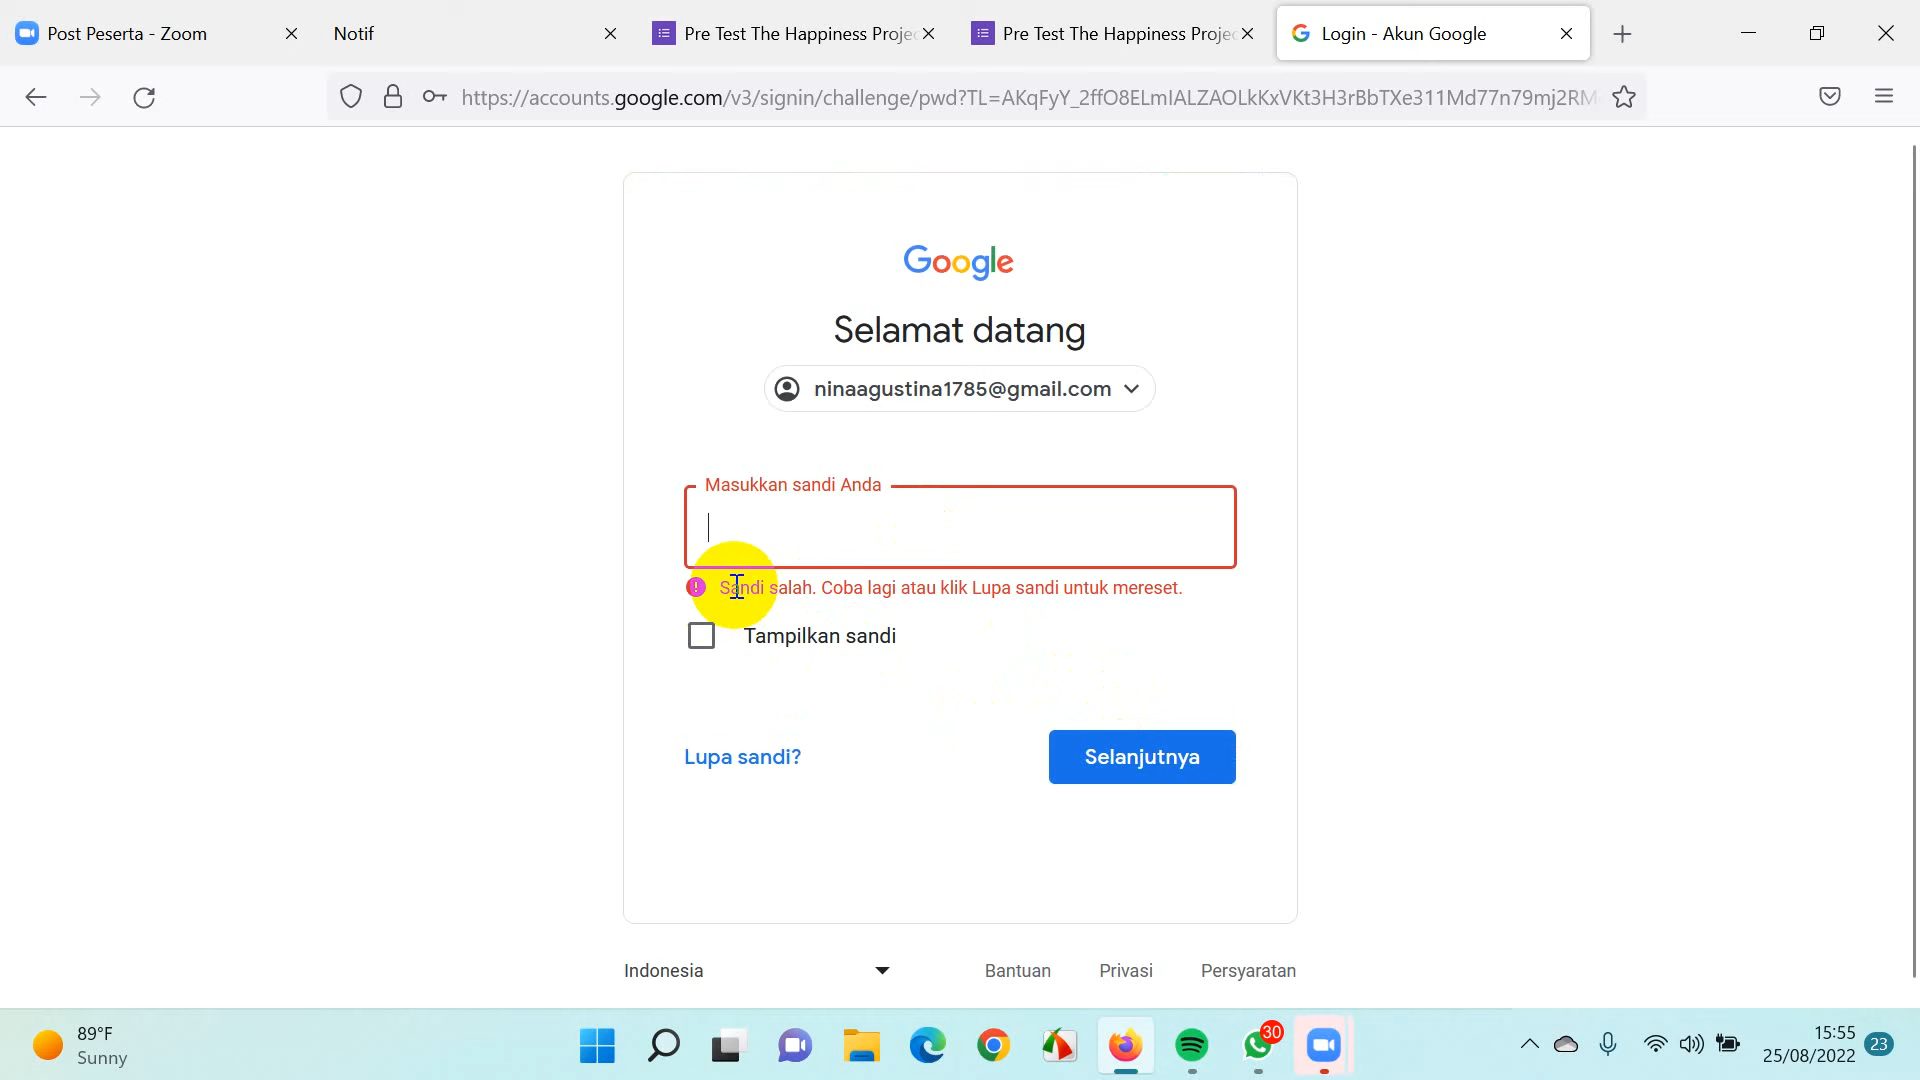 Post Peserta - Zoom
Notif
Pre Test The Happiness Projec
Pre Test The Happiness Projec
Login - Akun Google
https://accounts.google.com/v3/signin/challenge/pwd?TL=AKqFyY_2ffO8ELmIALZAOLkKxVKt3H3rBbTXe311Md77n79mj2RM
Google
Selamat datang
ninaagustina1785@gmail.com
Masukkan sandi Anda
Sandi salah. Coba lagi atau klik Lupa sandi untuk mereset.
Tampilkan sandi
Lupa sandi?
Selanjutnya
Indonesia
Bantuan
Privasi
Persyaratan
89°F
Sunny
30
15:55
25/08/2022
23